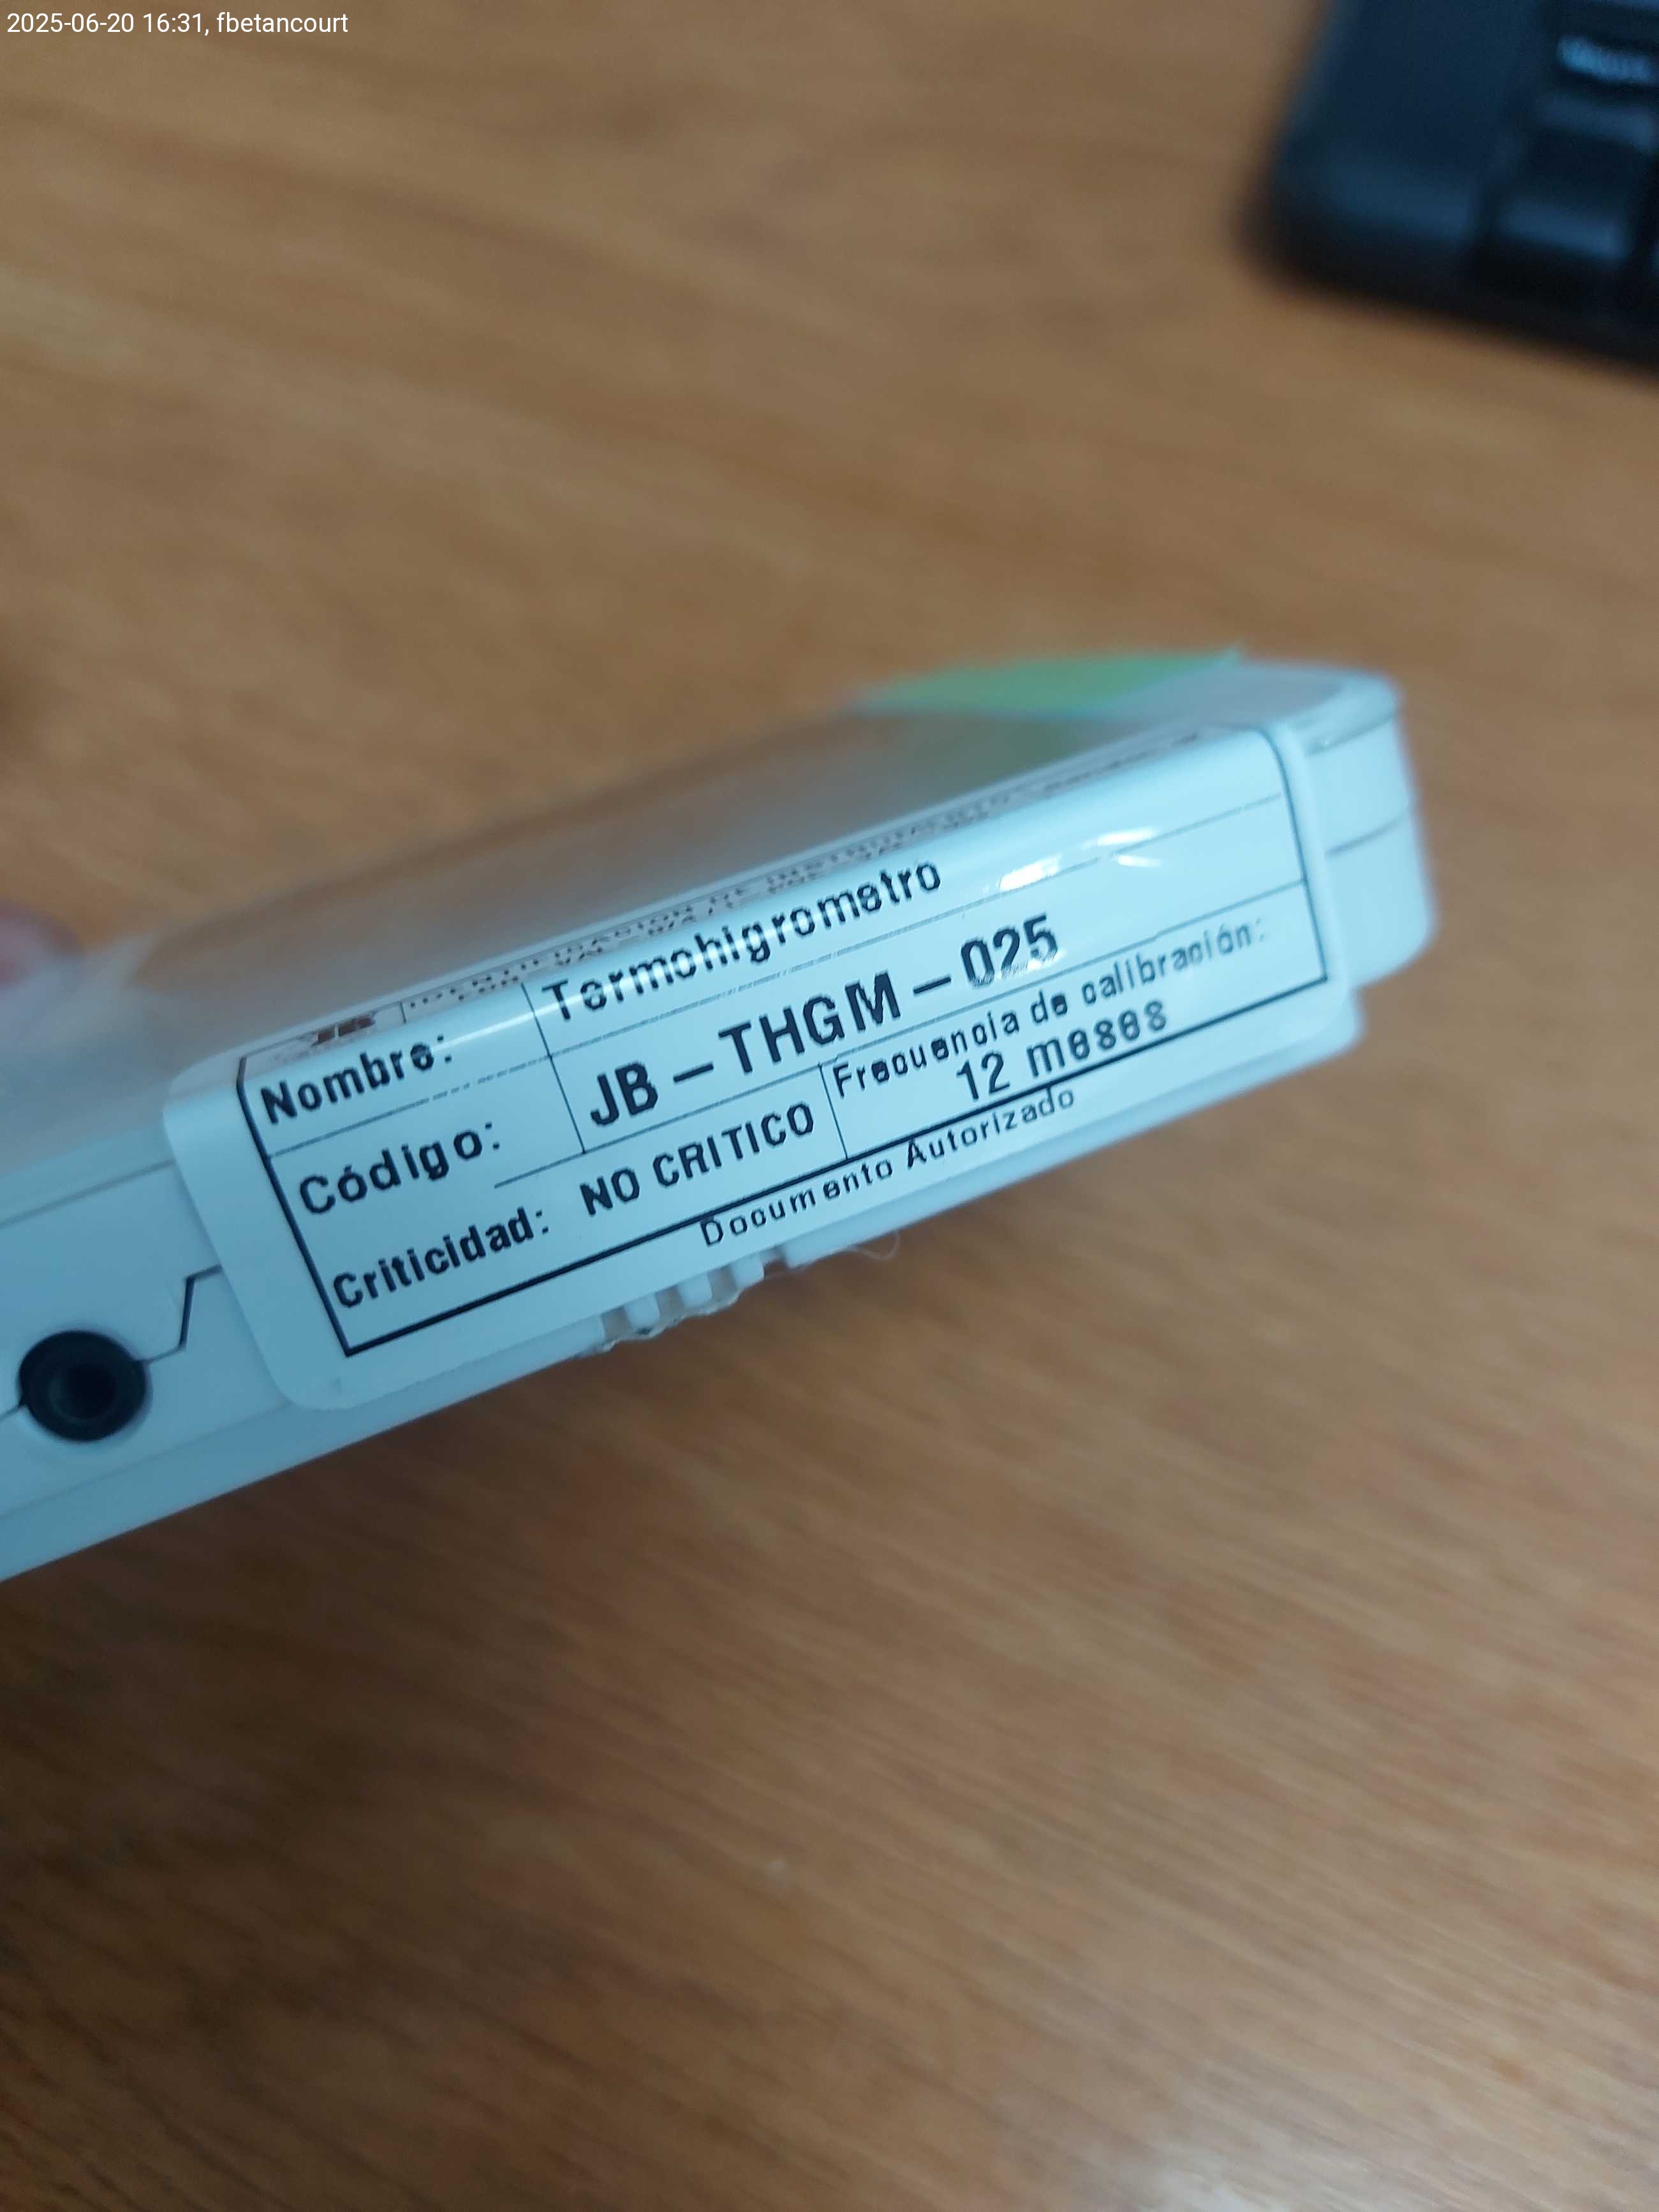 2025-06-20 16:31, fbetancourt
Nombre: Termohigrometro
Código: JB-THGM-025
Criticidad: NO CRITICO
Frecuencia de calibración:
12 meses
Documento Autorizado